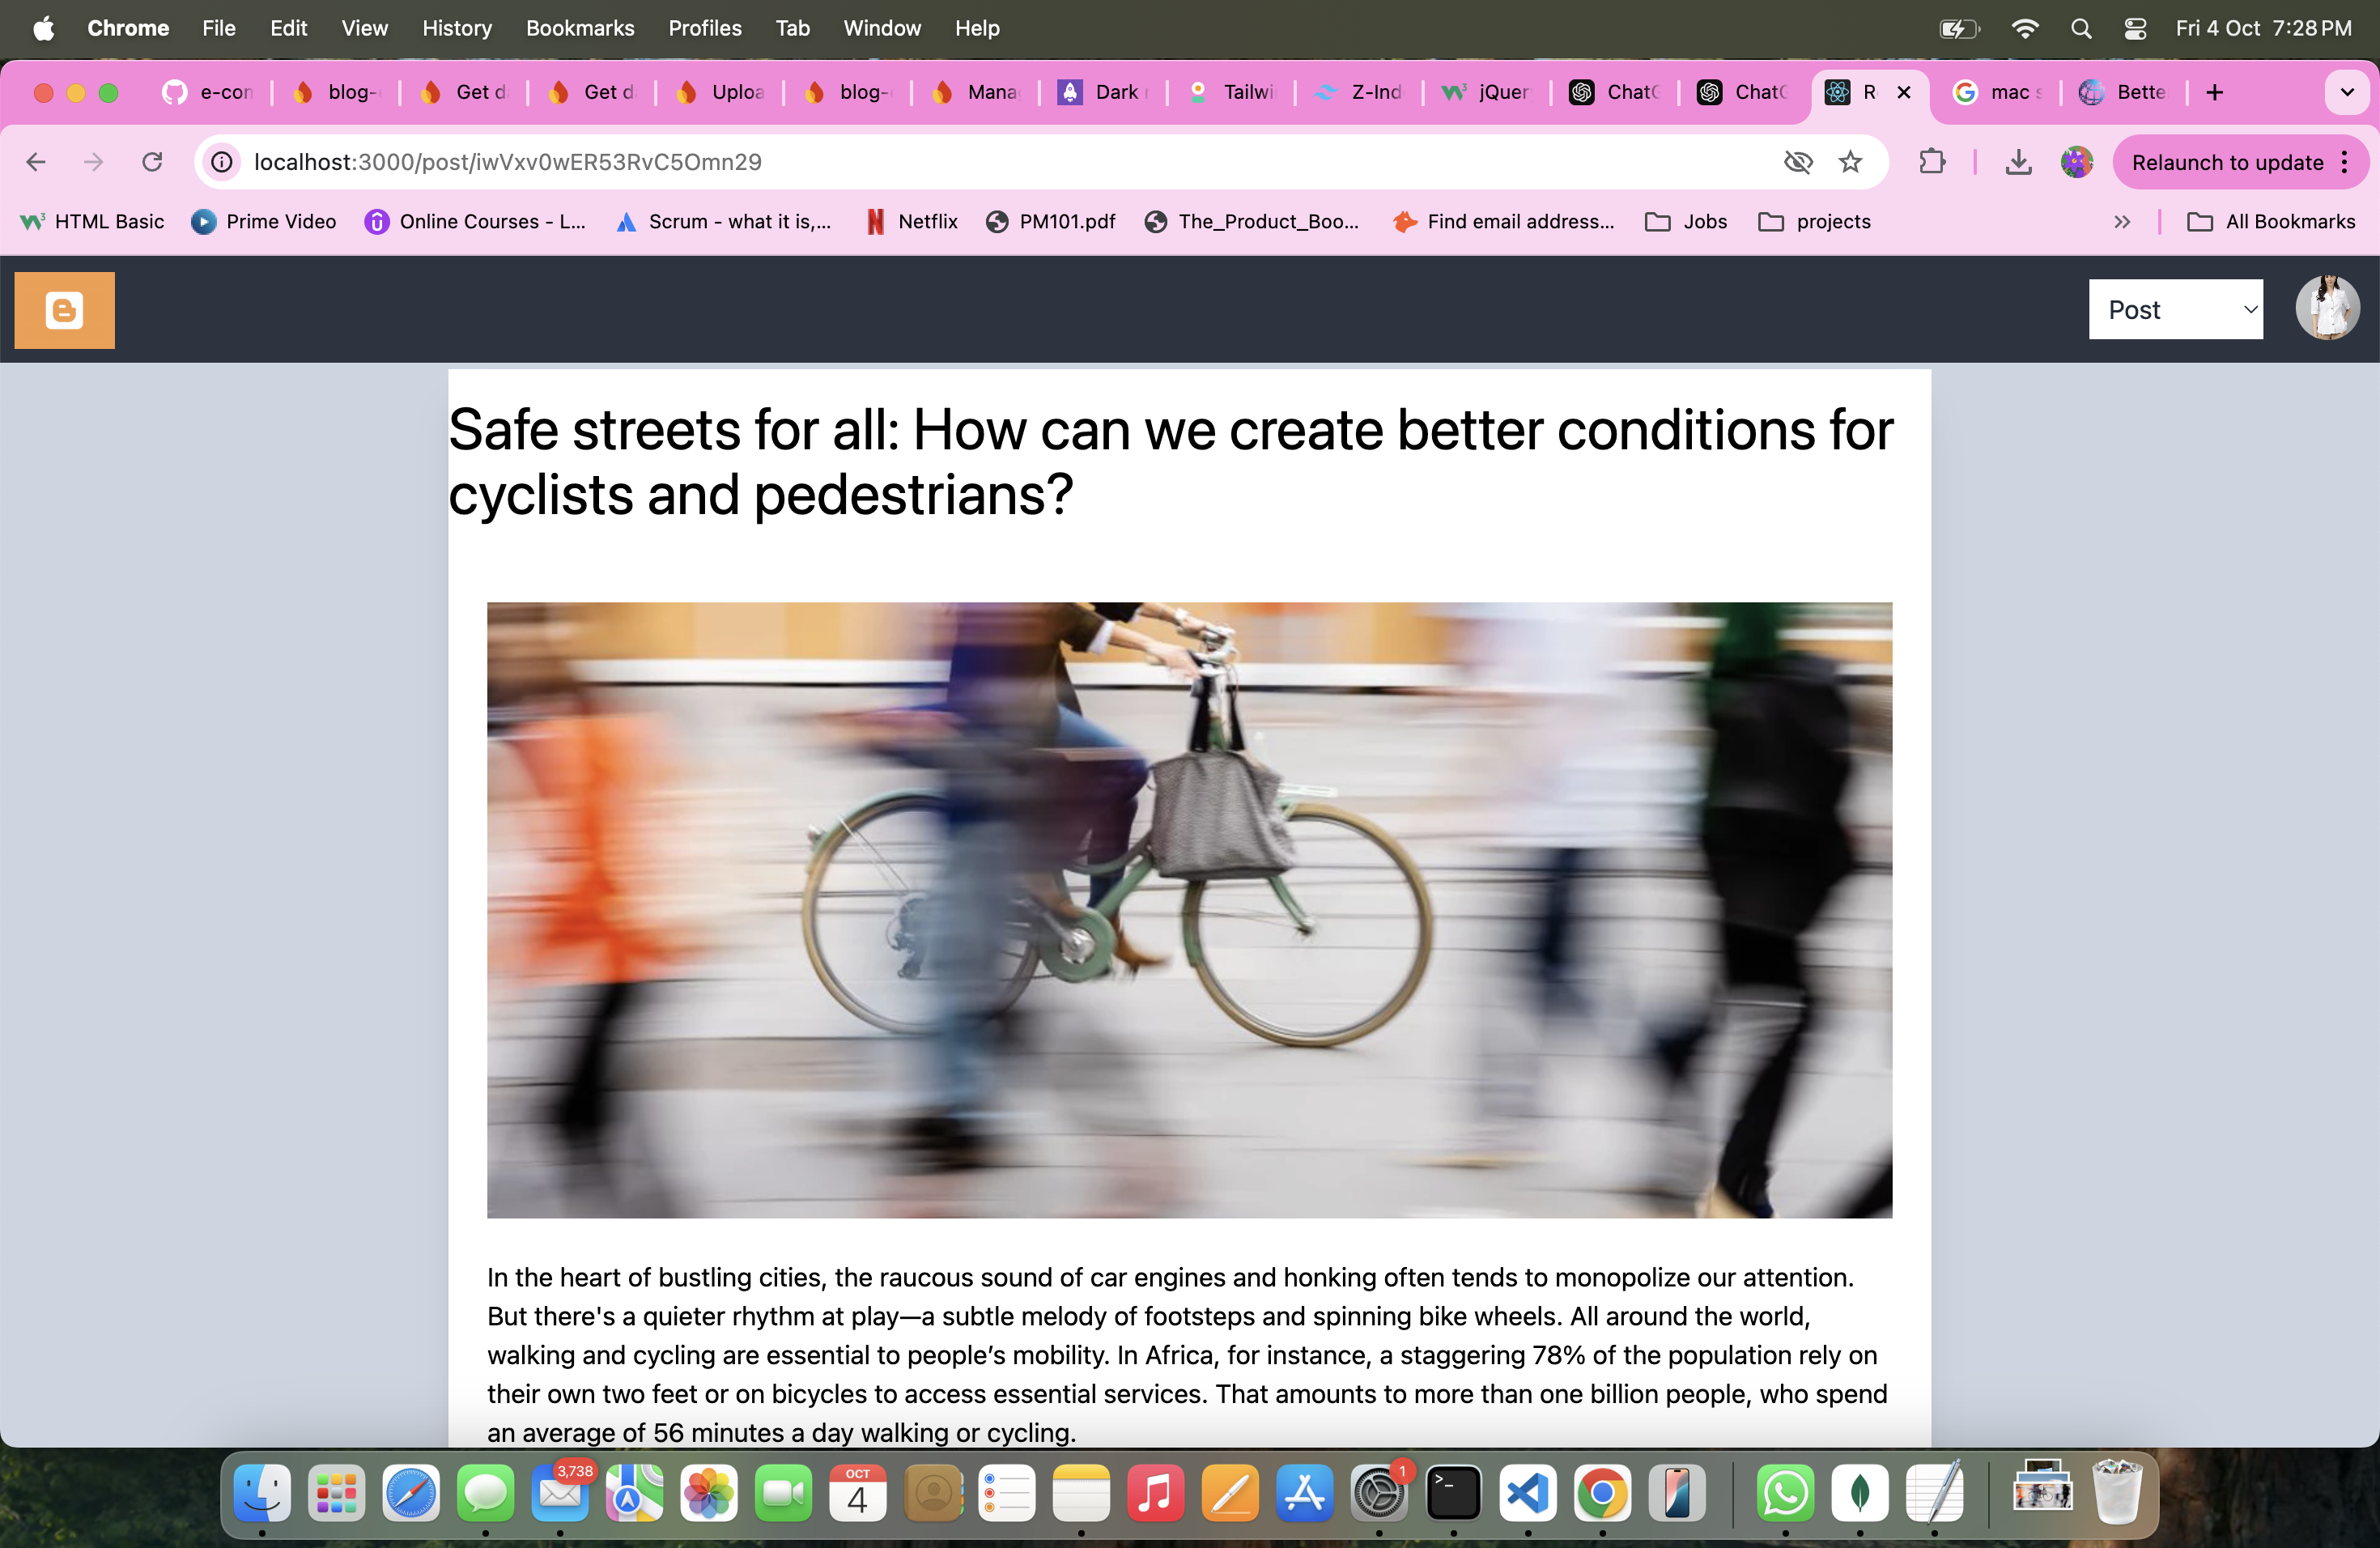 Chrome File Edit View History Bookmarks Profiles Tab Window Help Fri 4 Oct 7:28 PM
e-con blog- Get d Get d Uploa blog- Mana Dark Tailwi Z-Ind jQuer ChatG ChatG R mac s Bette
localhost:3000/post/iwVxv0wER53RvC5Omn29 Relaunch to update
HTML Basic Prime Video Online Courses - L... Scrum - what it is,... Netflix PM101.pdf The_Product_Boo... Find email address... Jobs projects All Bookmarks
Post
Safe streets for all: How can we create better conditions for
cyclists and pedestrians?
In the heart of bustling cities, the raucous sound of car engines and honking often tends to monopolize our attention.
But there's a quieter rhythm at play—a subtle melody of footsteps and spinning bike wheels. All around the world,
walking and cycling are essential to people’s mobility. In Africa, for instance, a staggering 78% of the population rely on
their own two feet or on bicycles to access essential services. That amounts to more than one billion people, who spend
an average of 56 minutes a day walking or cycling.
3,738
OCT
4
1